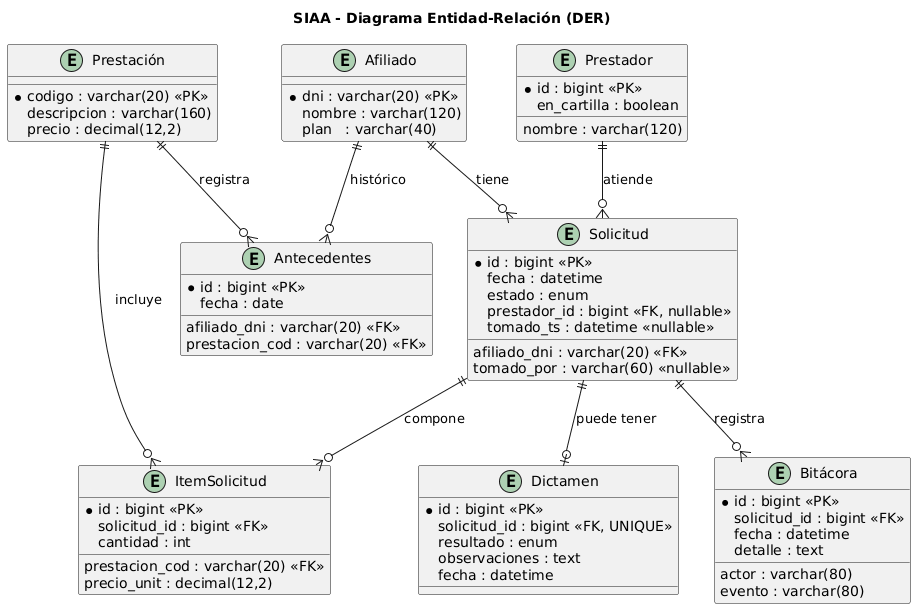 SIAA - Diagrama Entidad-Relación (DER)
E Prestación
codigo : varchar(20) «PK»
descripcion : varchar(160)
precio : decimal(12,2)
E Afiliado
dni : varchar(20) «PK»
nombre : varchar(120)
plan : varchar(40)
E Prestador
id : bigint «PK»
en_cartilla : boolean
nombre : varchar(120)
registra
histórico
tiene
atiende
E Antecedentes
id : bigint «PK»
fecha : date
afiliado_dni : varchar(20) «FK»
prestacion_cod : varchar(20) «FK»
E Solicitud
id : bigint «PK»
fecha : datetime
estado : enum
prestador_id : bigint «FK, nullable»
tomado_ts : datetime «nullable»
afiliado_dni : varchar(20) «FK»
tomado_por : varchar(60) «nullable»
incluye
compone
puede tener
registra
E ItemSolicitud
id : bigint «PK»
solicitud_id : bigint «FK»
cantidad : int
prestacion_cod : varchar(20) «FK»
precio_unit : decimal(12,2)
E Dictamen
id : bigint «PK»
solicitud_id : bigint «FK, UNIQUE»
resultado : enum
observaciones : text
fecha : datetime
E Bitácora
id : bigint «PK»
solicitud_id : bigint «FK»
fecha : datetime
detalle : text
actor : varchar(80)
evento : varchar(80)